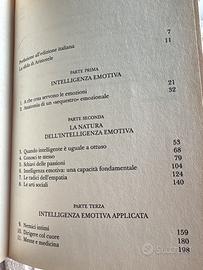 Prefazione all'edizione italiana 7
La sfida di Aristotele 11
PARTE PRIMA
INTELLIGENZA EMOTIVA
1. A che cosa servono le emozioni 21
2. Anatomia di un «sequestro» emozionale 32
PARTE SECONDA
LA NATURA
DELL'INTELLIGENZA EMOTIVA
3. Quando intelligente è uguale a ottuso 53
4. Conosci te stesso 68
5. Schiavi delle passioni 79
6. Intelligenza emotiva: una capacità fondamentale 104
7. Le radici dell'empatia 124
8. Le arti sociali 140
PARTE TERZA
INTELLIGENZA EMOTIVA APPLICATA
9. Nemici intimi 159
10. Dirigere col cuore 180
11. Mente e medicina 198
subito